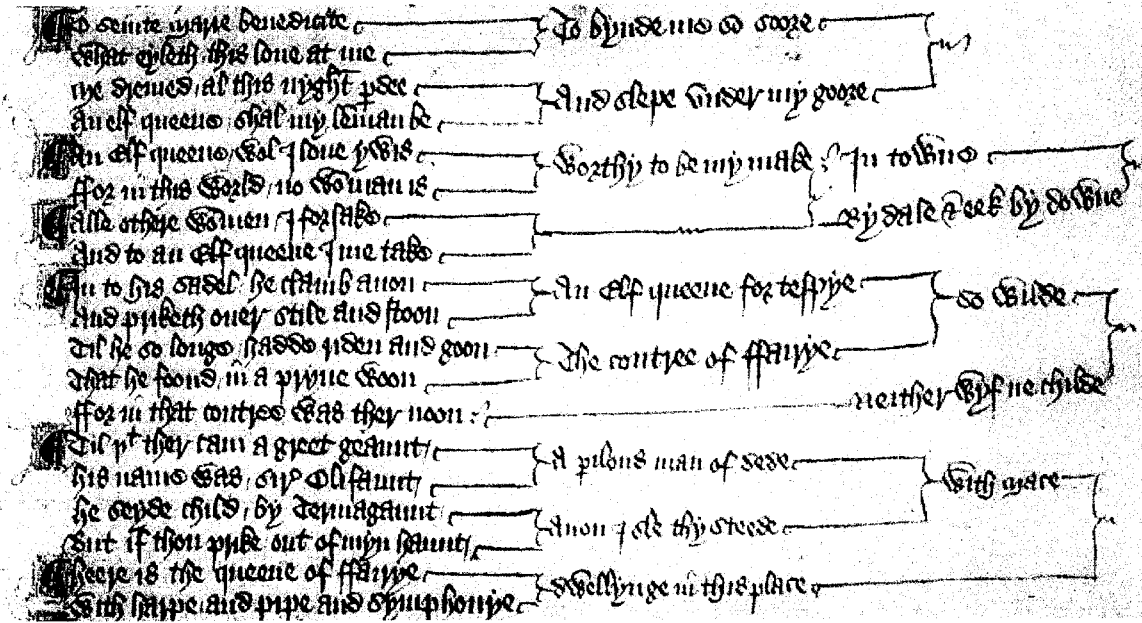 O seinte marie benedicite
To bynde me so soore
What eyleth this loue at me
Me dremed al this nyght pdee
And slepe vnder my goore
An elf queene shal my lemman be
An Elf queene wol I loue ywis
Worthy to be my make In towne
ffor in this world no womman is
Alle othere wommen I forsake
By dale & eek by downe
And to an Elf queene I me take
In to his sadel he clamb anon
An Elf queene for tespye
so wilde
And priketh ouer stile and stoon
Til he so longe hadde riden and goon
The contree of ffairye
That he foond in a pryue woon
neither wyf ne childe
ffor in that contree was ther noon
Til þt ther cam a greet geaunt
A pilous man of dede
His name was sir Olifaunt
with mace
He seyde child by Termagaunt
Anon I sle thy steede
But if thou prike out of myn haunt
Heere is the queene of ffairye
dwellynge in this place
With harpe and pipe and symphonye